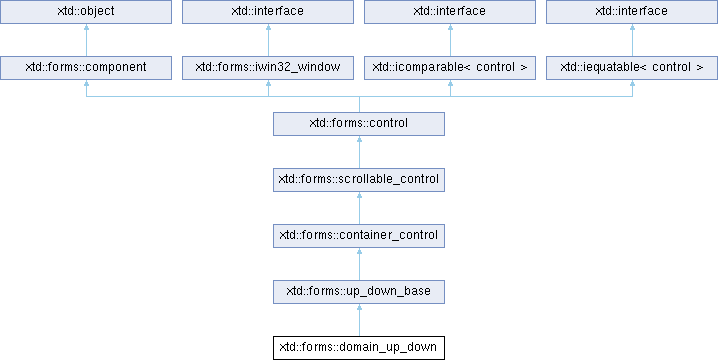 xtd::object
xtd::interface
xtd::interface
xtd::interface
xtd::forms::component
xtd::forms::iwin32_window
xtd::icomparable< control >
xtd::iequatable< control >
xtd::forms::control
xtd::forms::scrollable_control
xtd::forms::container_control
xtd::forms::up_down_base
xtd::forms::domain_up_down